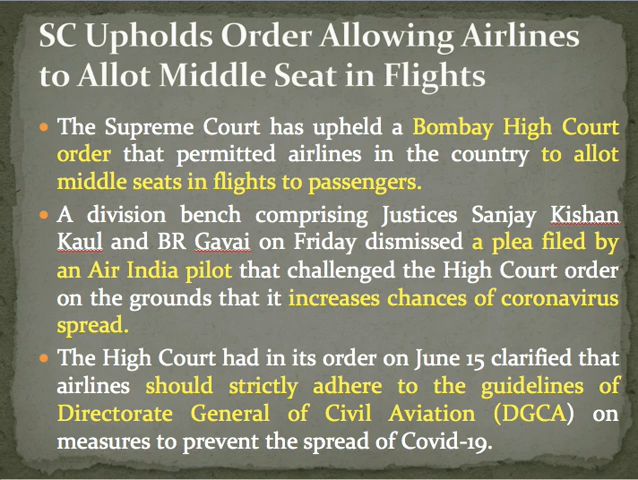 SC Upholds Order Allowing Airlines
to Allot Middle Seat in Flights
• The Supreme Court has upheld a Bombay High Court
order that permitted airlines in the country to allot
middle seats in flights to passengers.
• A division bench comprising Justices Sanjay Kishan
Kaul and BR Gavai on Friday dismissed a plea filed by
an Air India pilot that challenged the High Court order
on the grounds that it increases chances of coronavirus
spread.
• The High Court had in its order on June 15 clarified that
airlines should strictly adhere to the guidelines of
Directorate General of Civil Aviation (DGCA) on
measures to prevent the spread of Covid-19.